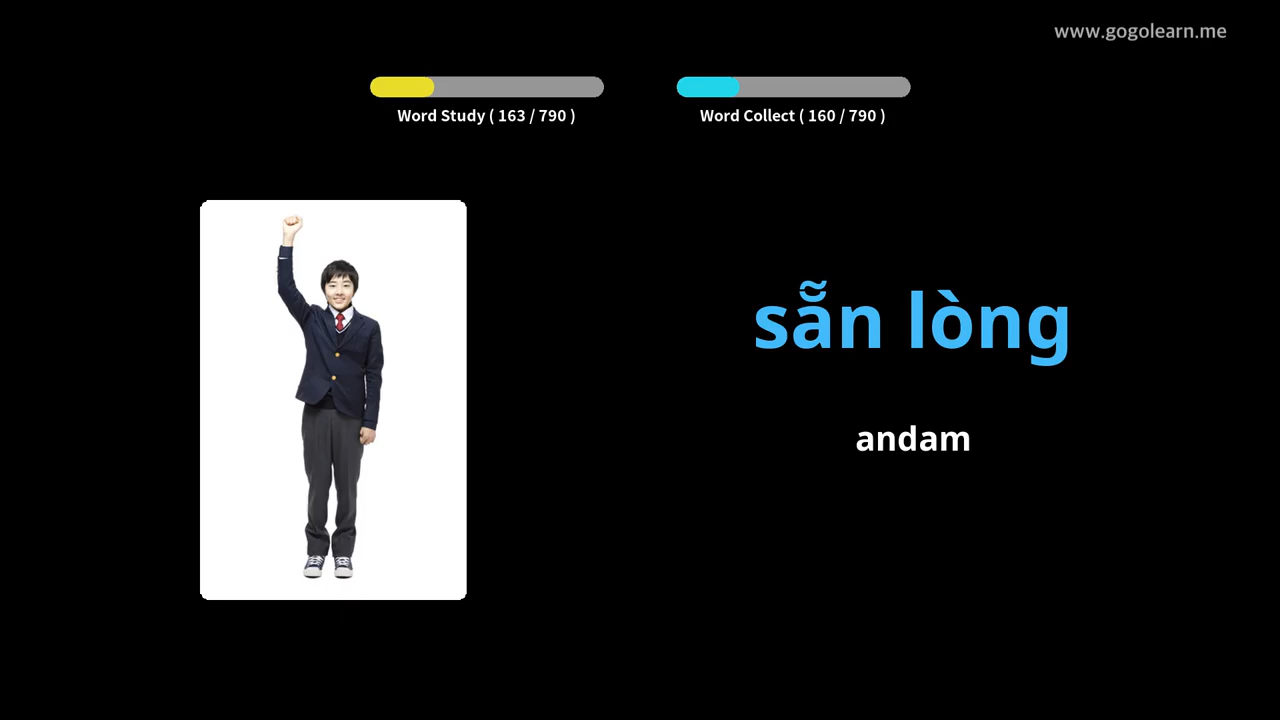 www.gogolearn.me
Word Study ( 163 / 790 )
Word Collect ( 160 / 790 )
sẵn lòng
andam